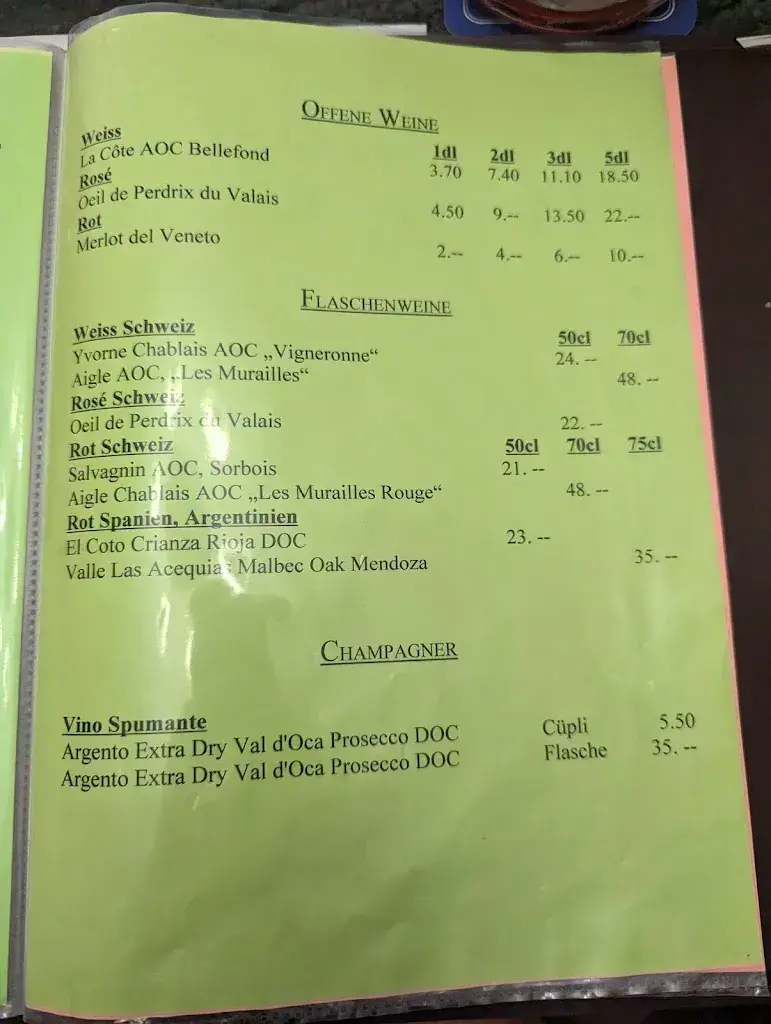 OFFENE WEINE
Weiss 1dl 2dl 3dl 5dl
La Côte AOC Bellefond 3.70 7.40 11.10 18.50
Rosé
Oeil de Perdrix du Valais 4.50 9.-- 13.50 22.--
Rot
Merlot del Veneto 2.-- 4.-- 6.-- 10.--
FLASCHENWEINE
Weiss Schweiz 50cl 70cl
Yvorne Chablais AOC „Vigneronne“ 24. --
Aigle AOC, „Les Murailles“ 48. --
Rosé Schweiz
Oeil de Perdrix du Valais 22. --
Rot Schweiz 50cl 70cl 75cl
Salvagnin AOC, Sorbois 21. --
Aigle Chablais AOC „Les Murailles Rouge“ 48. --
Rot Spanien, Argentinien
El Coto Crianza Rioja DOC 23. --
Valle Las Acequias Malbec Oak Mendoza 35. --
CHAMPAGNER
Vino Spumante
Argento Extra Dry Val d'Oca Prosecco DOC Cüpli 5.50
Argento Extra Dry Val d'Oca Prosecco DOC Flasche 35. --